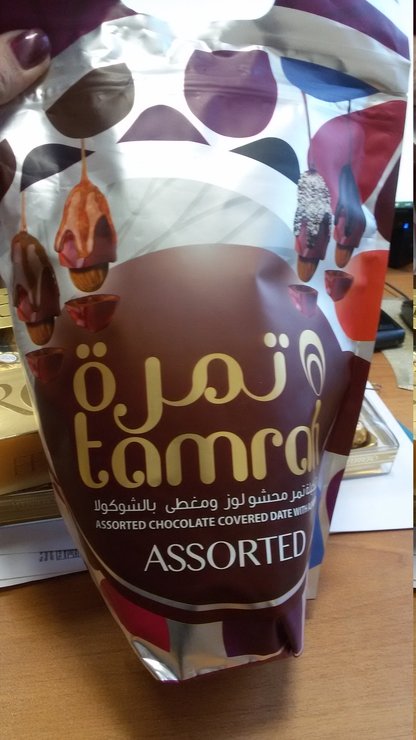 تمرة
tamrah
تمر محشو لوز ومغطى بالشوكولا
ASSORTED CHOCOLATE COVERED DATE WITH
ASSORTED